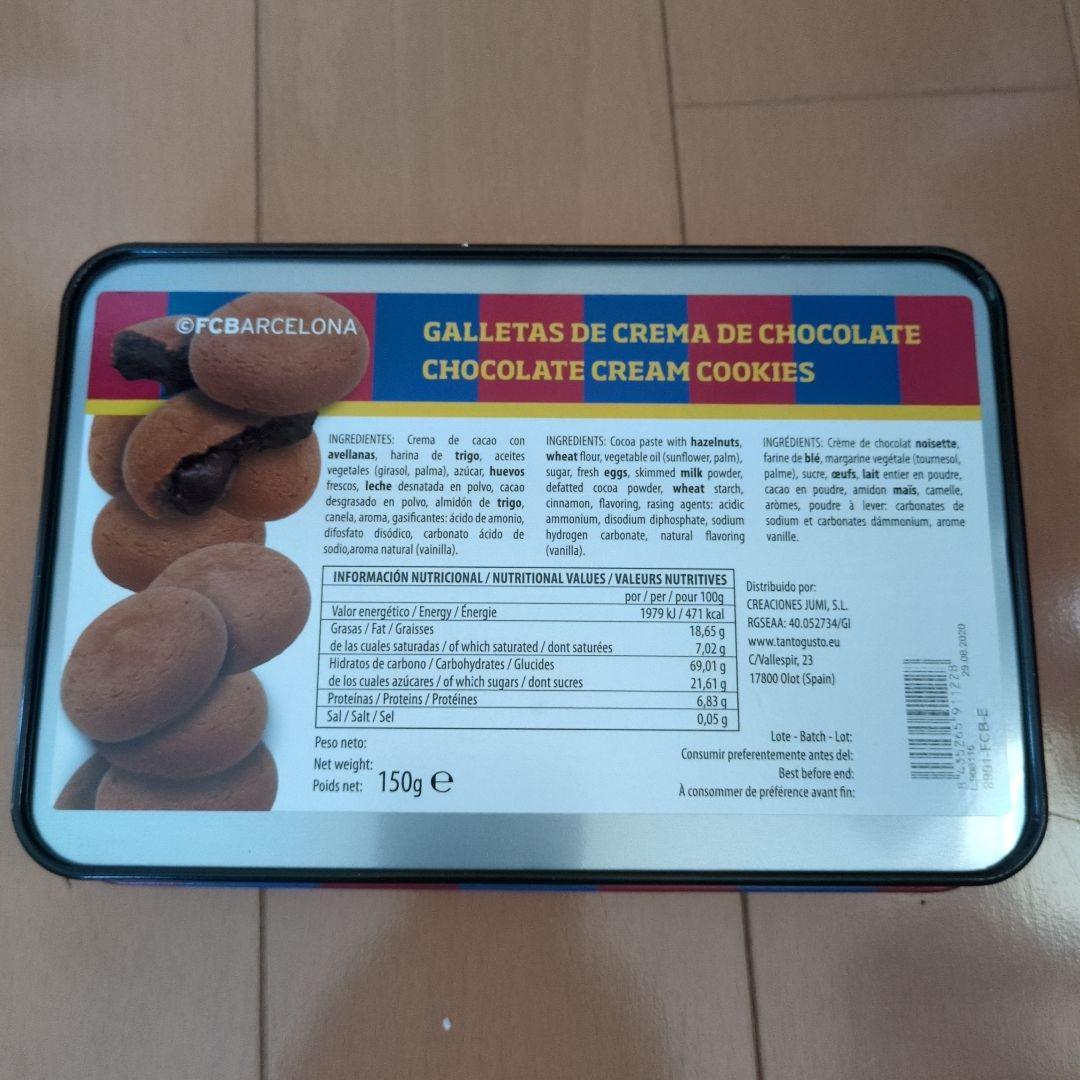 ©FCBARCELONA
GALLETAS DE CREMA DE CHOCOLATE
CHOCOLATE CREAM COOKIES
INGREDIENTES: Crema de cacao con
avellanas, harina de trigo, aceites
vegetales (girasol, palma), azúcar, huevos
frescos, leche desnatada en polvo, cacao
desgrasado en polvo, almidón de trigo,
canela, aroma, gasificantes: ácido de amonio,
difosfato disódico, carbonato ácido de
sodio,aroma natural (vainilla).
INGREDIENTS: Cocoa paste with hazelnuts,
wheat flour, vegetable oil (sunflower, palm),
sugar, fresh eggs, skimmed milk powder,
defatted cocoa powder, wheat starch,
cinnamon, flavoring, rasing agents: acidic
ammonium, disodium diphosphate, sodium
hydrogen carbonate, natural flavoring
(vanilla).
INGRÉDIENTS: Crème de chocolat noisette,
farine de blé, margarine vegétale (tournesol,
palme), sucre, œufs, lait entier en poudre,
cacao en poudre, amidon maïs, camelle,
arômes, poudre à lever: carbonates de
sodium et carbonates dámmonium, arome
vanille.
INFORMACIÓN NUTRICIONAL / NUTRITIONAL VALUES / VALEURS NUTRITIVES
por / per / pour 100g
Valor energético / Energy / Énergie 1979 kJ / 471 kcal
Grasas / Fat / Graisses 18,65 g
de las cuales saturadas / of which saturated / dont saturées 7,02 g
Hidratos de carbono / Carbohydrates / Glucides 69,01 g
de los cuales azúcares / of which sugars / dont sucres 21,61 g
Proteínas / Proteins / Protéines 6,83 g
Sal / Salt / Sel 0,05 g
Distribuido por:
CREACIONES JUMI, S.L.
RGSEAA: 40.052734/GI
www.tantogusto.eu
C/Vallespir, 23
17800 Olot (Spain)
Peso neto:
Net weight:
Poids net: 150g ℮
Lote - Batch - Lot:
Consumir preferentemente antes del:
Best before end:
À consommer de préférence avant fin:
8 435265 911228
L-908116 29.08.2020
8991-FCB-E